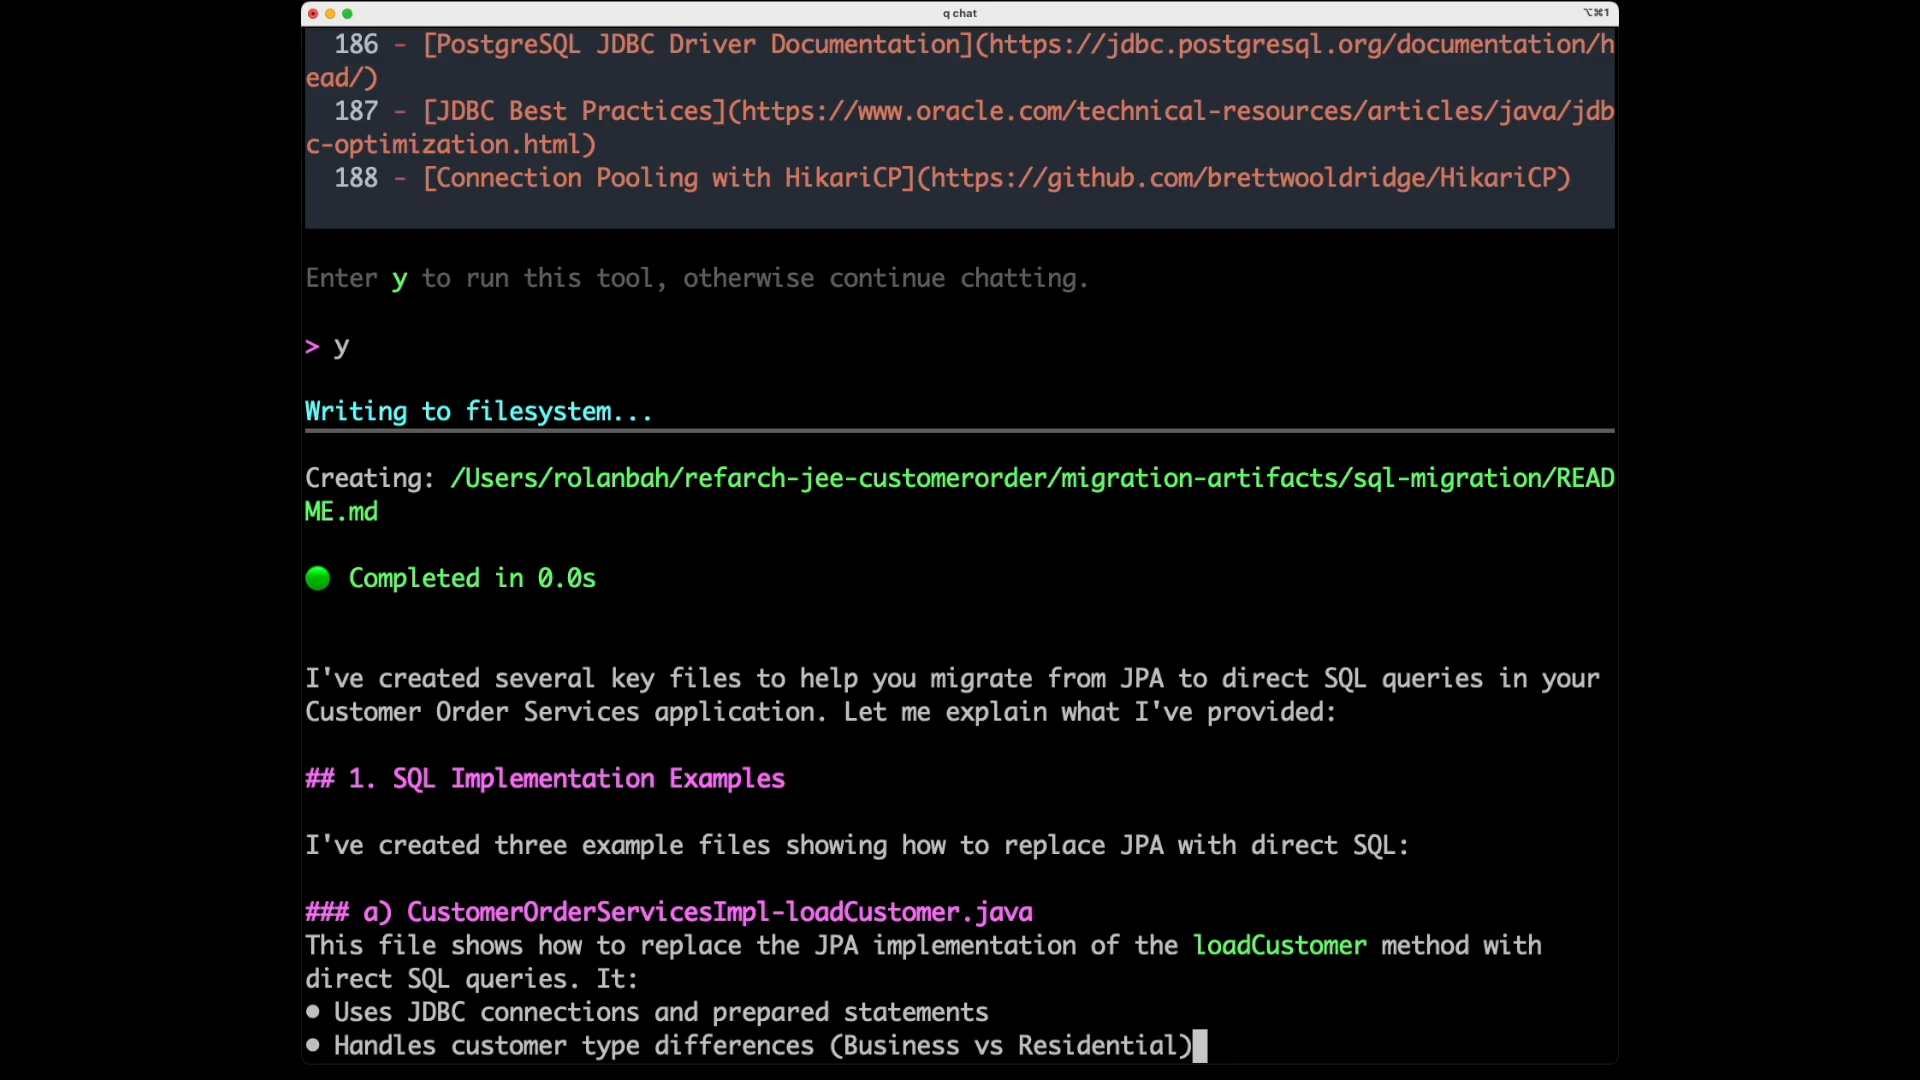 q chat
⌥⌘1
186 - [PostgreSQL JDBC Driver Documentation](https://jdbc.postgresql.org/documentation/h
ead/)
187 - [JDBC Best Practices](https://www.oracle.com/technical-resources/articles/java/jdb
c-optimization.html)
188 - [Connection Pooling with HikariCP](https://github.com/brettwooldridge/HikariCP)
Enter y to run this tool, otherwise continue chatting.
> y
Writing to filesystem...
Creating: /Users/rolanbah/refarch-jee-customerorder/migration-artifacts/sql-migration/READ
ME.md
Completed in 0.0s
I've created several key files to help you migrate from JPA to direct SQL queries in your
Customer Order Services application. Let me explain what I've provided:
## 1. SQL Implementation Examples
I've created three example files showing how to replace JPA with direct SQL:
### a) CustomerOrderServicesImpl-loadCustomer.java
This file shows how to replace the JPA implementation of the loadCustomer method with
direct SQL queries. It:
● Uses JDBC connections and prepared statements
● Handles customer type differences (Business vs Residential)